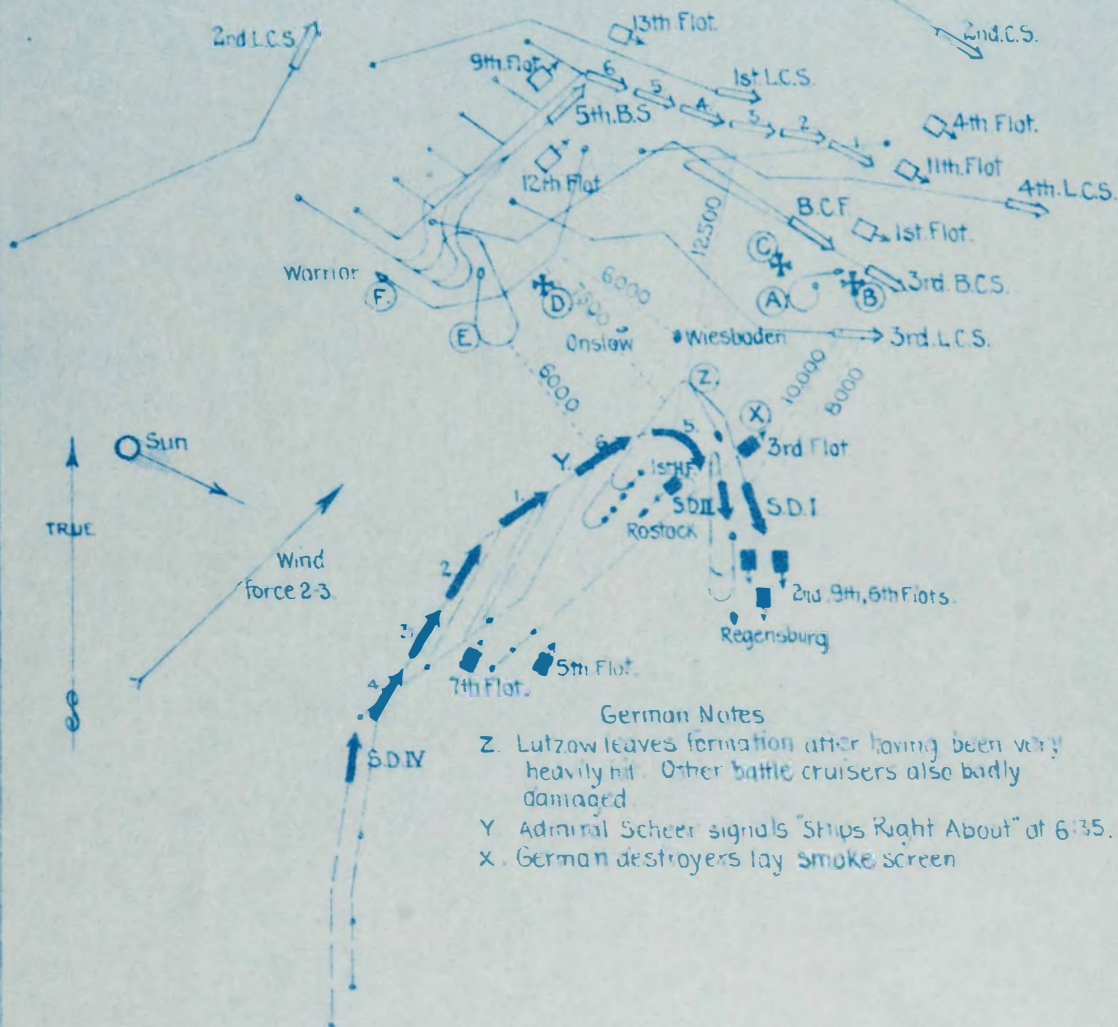 2nd L.C.S.
13th Flot.
2nd.C.S.
9th.Flot
6
5
4
3
2
1
1st L.C.S.
5th.B.S
4th Flot.
12th Flot
11th.Flot
4th.L.C.S.
12,500
B.C.F.
1st.Flot.
C
Warrior
F.
D
6000
7500
A
B
3rd.B.C.S.
E
Onslow
Wiesbaden
3rd.L.C.S.
6000
Z.
10,000
8000
X
Sun
5.
3rd Flot
6
Y.
1st H.F.
TRUE
1.
S.D.II
S.D.I
Rostock
Wind
force 2-3.
2.
2nd, 9th, 6th Flots.
3.
Regensburg
5th Flot.
7th Flot.
4.
S.D.IV
German Notes
Z. Lutzow leaves formation after having been very
heavily hit. Other battle cruisers also badly
damaged
Y Admiral Scheer signals "Ships Right About" at 6:35.
X. German destroyers lay smoke screen